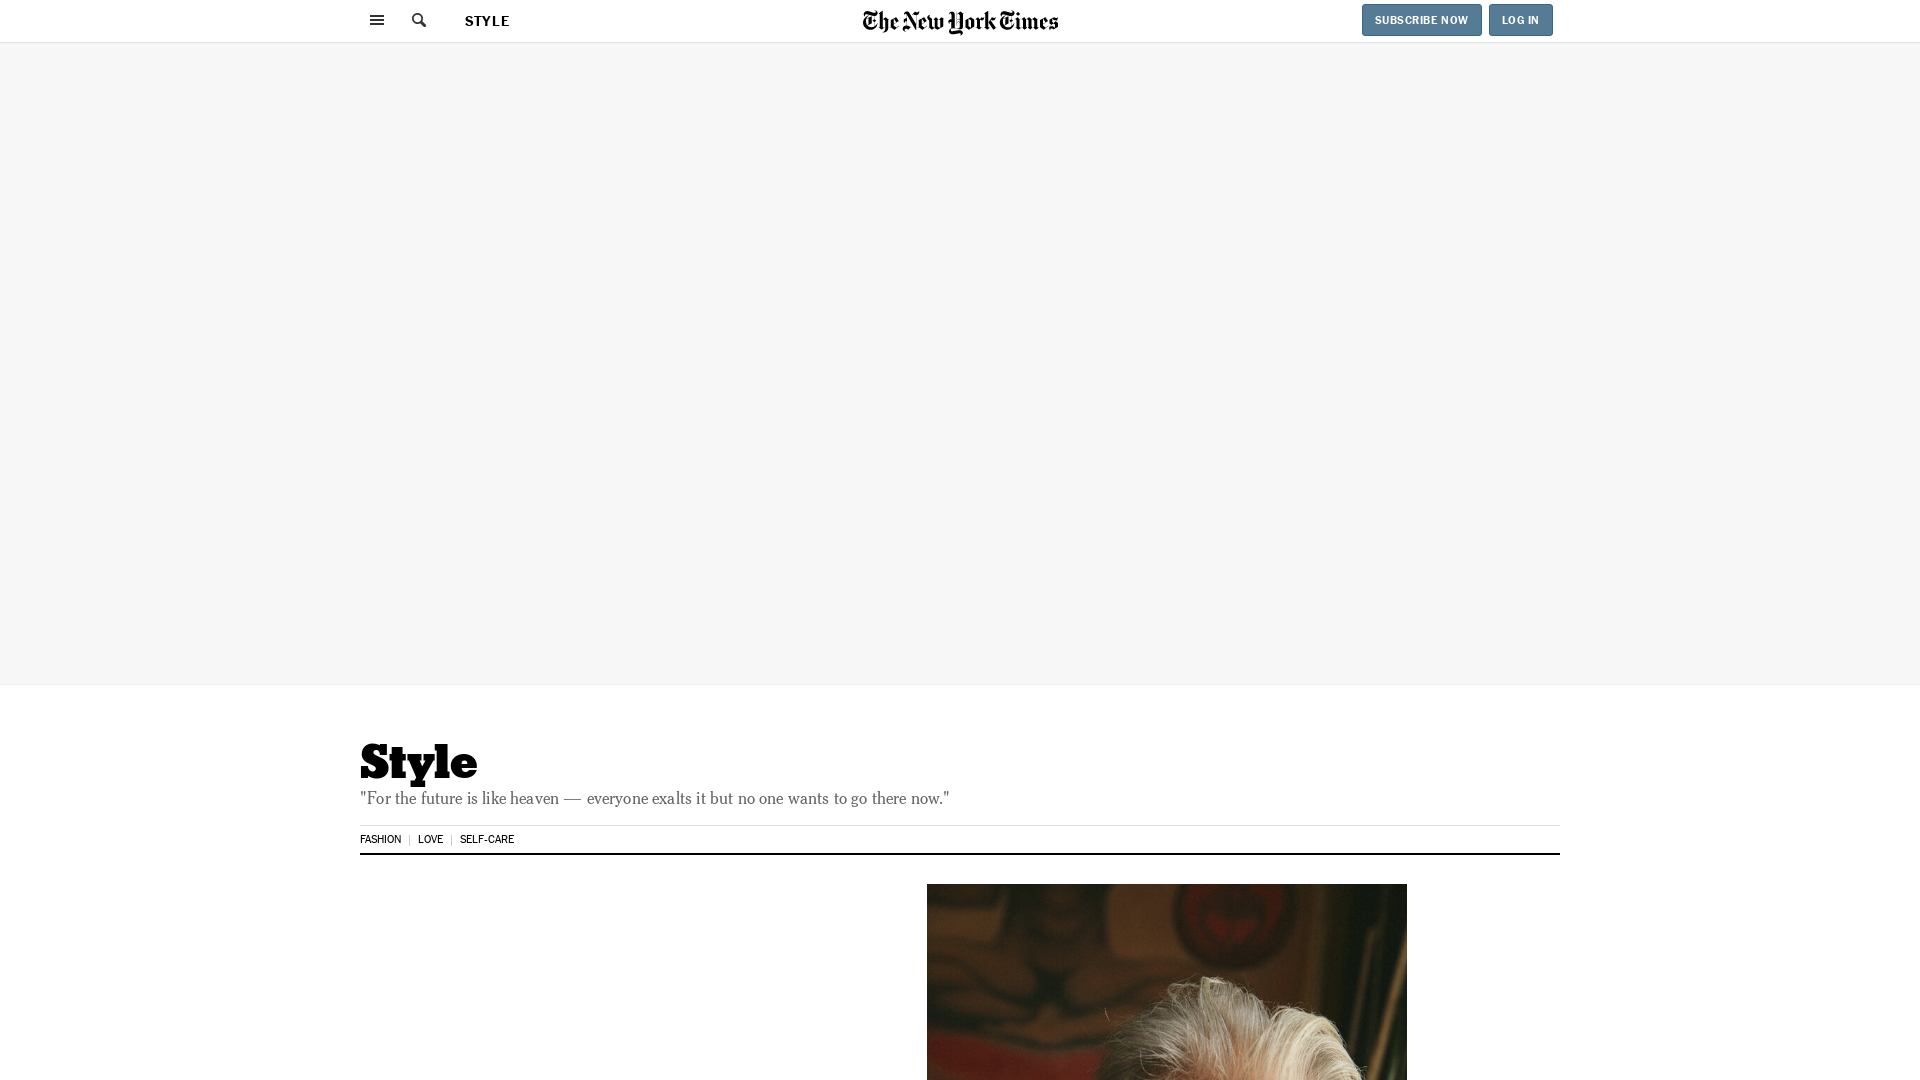 STYLE
The New York Times
SUBSCRIBE NOW
LOG IN
Style
"For the future is like heaven — everyone exalts it but no one wants to go there now."
FASHION
LOVE
SELF-CARE